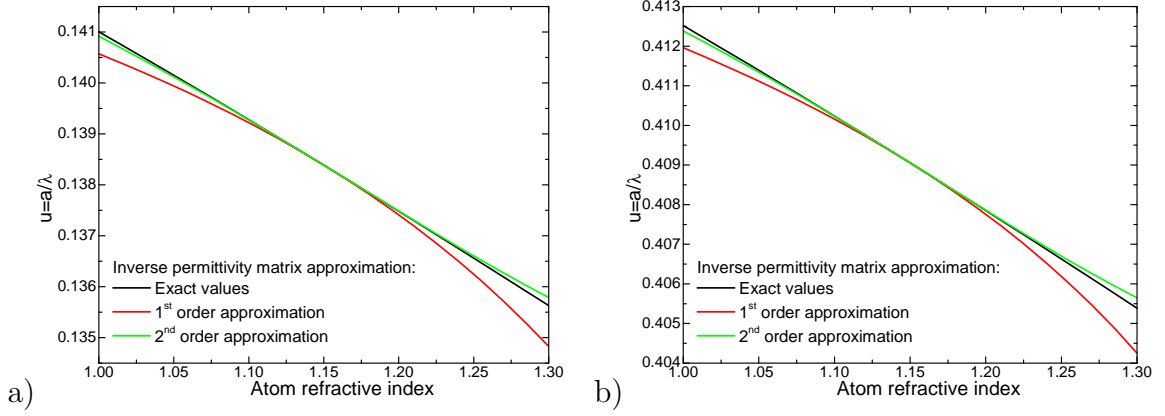 0.141
0.140
0.139
0.138
0.137
0.136
0.135
u=a/λ
Inverse permittivity matrix approximation:
Exact values
1st order approximation
2nd order approximation
1.00 1.05 1.10 1.15 1.20 1.25 1.30
Atom refractive index
a)
0.413
0.412
0.411
0.410
0.409
0.408
0.407
0.406
0.405
0.404
u=a/λ
Inverse permittivity matrix approximation:
Exact values
1st order approximation
2nd order approximation
1.00 1.05 1.10 1.15 1.20 1.25 1.30
Atom refractive index
b)